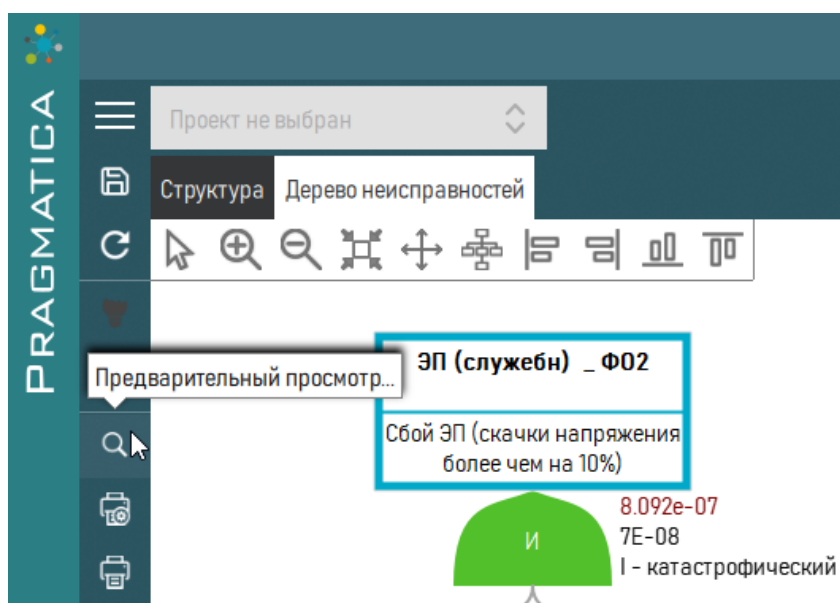 PRAGMATICA
Проект не выбран
Структура
Дерево неисправностей
Предварительный просмотр...
ЭП (служебн) _ ФО2
Сбой ЭП (скачки напряжения
более чем на 10%)
И
8.092e-07
7E-08
I - катастрофический